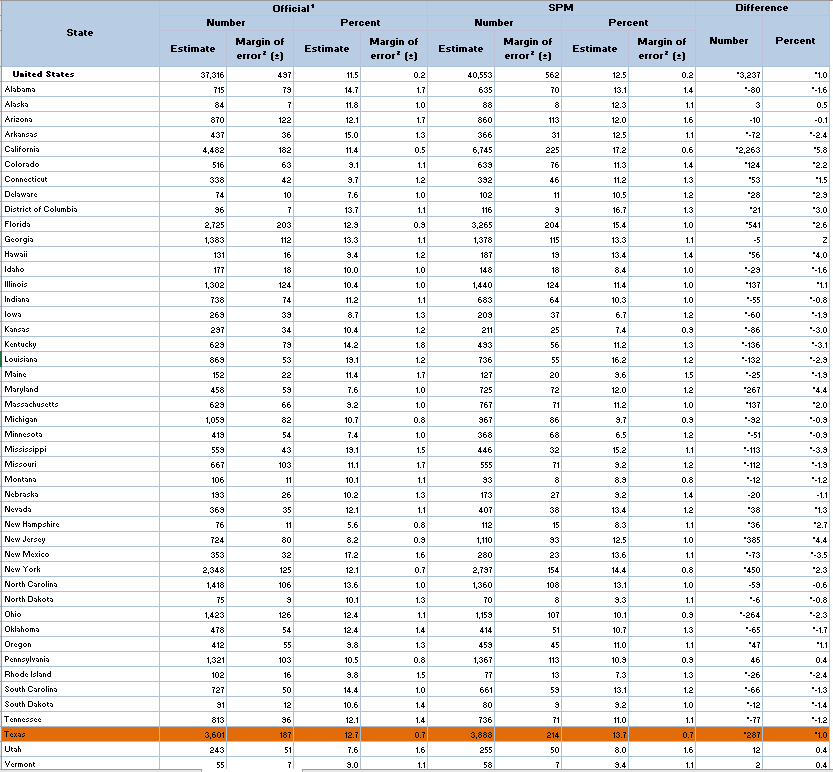 State Official¹ SPM Difference
Number Percent Number Percent Number Percent
Estimate Margin of error² (±) Estimate Margin of error² (±) Estimate Margin of error² (±) Estimate Margin of error² (±)
United States 37,316 497 11.5 0.2 40,553 562 12.5 0.2 *3,237 *1.0
Alabama 715 79 14.7 1.7 635 70 13.1 1.4 *-80 *-1.6
Alaska 84 7 11.8 1.0 88 8 12.3 1.1 3 0.5
Arizona 870 122 12.1 1.7 860 113 12.0 1.6 -10 -0.1
Arkansas 437 36 15.0 1.3 366 31 12.5 1.1 *-72 *-2.4
California 4,482 182 11.4 0.5 6,745 225 17.2 0.6 *2,263 *5.8
Colorado 516 63 9.1 1.1 639 76 11.3 1.4 *124 *2.2
Connecticut 338 42 9.7 1.2 392 46 11.2 1.3 *53 *1.5
Delaware 74 10 7.6 1.0 102 11 10.5 1.2 *28 *2.9
District of Columbia 96 7 13.7 1.1 116 9 16.7 1.3 *21 *3.0
Florida 2,725 203 12.9 0.9 3,265 204 15.4 1.0 *541 *2.6
Georgia 1,383 112 13.3 1.1 1,378 115 13.3 1.1 -5 Z
Hawaii 131 16 9.4 1.2 187 19 13.4 1.4 *56 *4.0
Idaho 177 18 10.0 1.0 148 18 8.4 1.0 *-29 *-1.6
Illinois 1,302 124 10.4 1.0 1,440 124 11.4 1.0 *137 *1.1
Indiana 738 74 11.2 1.1 683 64 10.3 1.0 *-55 *-0.8
Iowa 269 39 8.7 1.3 209 37 6.7 1.2 *-60 *-1.9
Kansas 297 34 10.4 1.2 211 25 7.4 0.9 *-86 *-3.0
Kentucky 629 79 14.2 1.8 493 56 11.2 1.3 *-136 *-3.1
Louisiana 869 53 19.1 1.2 736 55 16.2 1.2 *-132 *-2.9
Maine 152 22 11.4 1.7 127 20 9.6 1.5 *-25 *-1.9
Maryland 458 59 7.6 1.0 725 72 12.0 1.2 *267 *4.4
Massachusetts 629 66 9.2 1.0 767 71 11.2 1.0 *137 *2.0
Michigan 1,059 82 10.7 0.8 967 86 9.7 0.9 *-92 *-0.9
Minnesota 419 54 7.4 1.0 368 68 6.5 1.2 *-51 *-0.9
Mississippi 559 43 19.1 1.5 446 32 15.2 1.1 *-113 *-3.9
Missouri 667 103 11.1 1.7 555 71 9.2 1.2 *-112 *-1.9
Montana 106 11 10.1 1.1 93 8 8.9 0.8 *-12 *-1.2
Nebraska 193 26 10.2 1.3 173 27 9.2 1.4 -20 -1.1
Nevada 369 35 12.1 1.1 407 38 13.4 1.2 *38 *1.3
New Hampshire 76 11 5.6 0.8 112 15 8.3 1.1 *36 *2.7
New Jersey 724 80 8.2 0.9 1,110 93 12.5 1.0 *385 *4.4
New Mexico 353 32 17.2 1.6 280 23 13.6 1.1 *-73 *-3.5
New York 2,348 125 12.1 0.7 2,797 154 14.4 0.8 *450 *2.3
North Carolina 1,418 106 13.6 1.0 1,360 108 13.1 1.0 -59 -0.6
North Dakota 75 9 10.1 1.3 70 8 9.3 1.1 *-6 *-0.8
Ohio 1,423 126 12.4 1.1 1,159 107 10.1 0.9 *-264 *-2.3
Oklahoma 478 54 12.4 1.4 414 51 10.7 1.3 *-65 *-1.7
Oregon 412 55 9.8 1.3 459 45 11.0 1.1 *47 *1.1
Pennsylvania 1,321 103 10.5 0.8 1,367 113 10.9 0.9 46 0.4
Rhode Island 102 16 9.8 1.5 77 13 7.3 1.3 *-26 *-2.4
South Carolina 727 50 14.4 1.0 661 59 13.1 1.2 *-66 *-1.3
South Dakota 91 12 10.6 1.4 80 9 9.2 1.0 *-12 *-1.4
Tennessee 813 96 12.1 1.4 736 71 11.0 1.1 *-77 *-1.2
Texas 3,601 187 12.7 0.7 3,888 214 13.7 0.7 *287 *1.0
Utah 243 51 7.6 1.6 255 50 8.0 1.6 12 0.4
Vermont 55 7 9.0 1.1 58 7 9.4 1.1 2 0.4